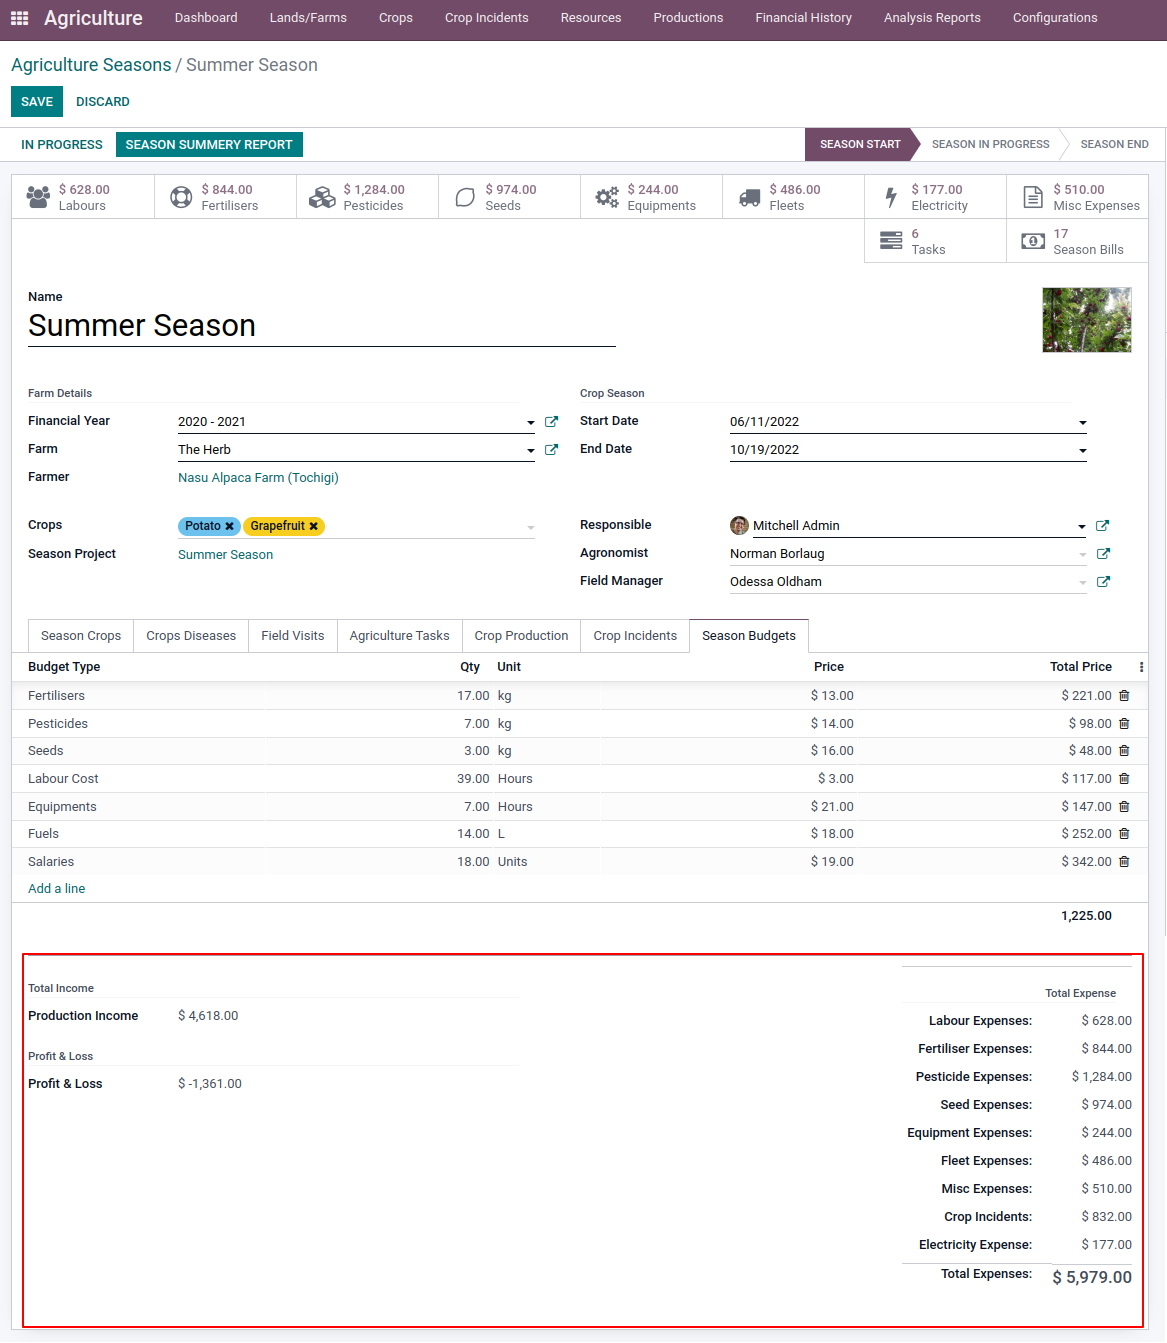 Agriculture Dashboard Lands/Farms Crops Crop Incidents Resources Productions Financial History Analysis Reports Configurations
Agriculture Seasons / Summer Season
SAVE DISCARD
IN PROGRESS SEASON SUMMERY REPORT SEASON START SEASON IN PROGRESS SEASON END
$ 628.00 $ 844.00 $ 1,284.00 $ 974.00 $ 244.00 $ 486.00 $ 177.00 $ 510.00
Labours Fertilisers Pesticides Seeds Equipments Fleets Electricity Misc Expenses
6 17
Tasks Season Bills
Name
Summer Season
Farm Details Crop Season
Financial Year 2020 - 2021 Start Date 06/11/2022
Farm The Herb End Date 10/19/2022
Farmer Nasu Alpaca Farm (Tochigi)
Crops Potato Grapefruit Responsible Mitchell Admin
Season Project Summer Season Agronomist Norman Borlaug
Field Manager Odessa Oldham
Season Crops Crops Diseases Field Visits Agriculture Tasks Crop Production Crop Incidents Season Budgets
Budget Type Qty Unit Price Total Price
Fertilisers 17.00 kg $ 13.00 $ 221.00
Pesticides 7.00 kg $ 14.00 $ 98.00
Seeds 3.00 kg $ 16.00 $ 48.00
Labour Cost 39.00 Hours $ 3.00 $ 117.00
Equipments 7.00 Hours $ 21.00 $ 147.00
Fuels 14.00 L $ 18.00 $ 252.00
Salaries 18.00 Units $ 19.00 $ 342.00
Add a line
1,225.00
Total Income
Production Income $ 4,618.00
Profit & Loss
Profit & Loss $ -1,361.00
Total Expense
Labour Expenses: $ 628.00
Fertiliser Expenses: $ 844.00
Pesticide Expenses: $ 1,284.00
Seed Expenses: $ 974.00
Equipment Expenses: $ 244.00
Fleet Expenses: $ 486.00
Misc Expenses: $ 510.00
Crop Incidents: $ 832.00
Electricity Expense: $ 177.00
Total Expenses: $ 5,979.00